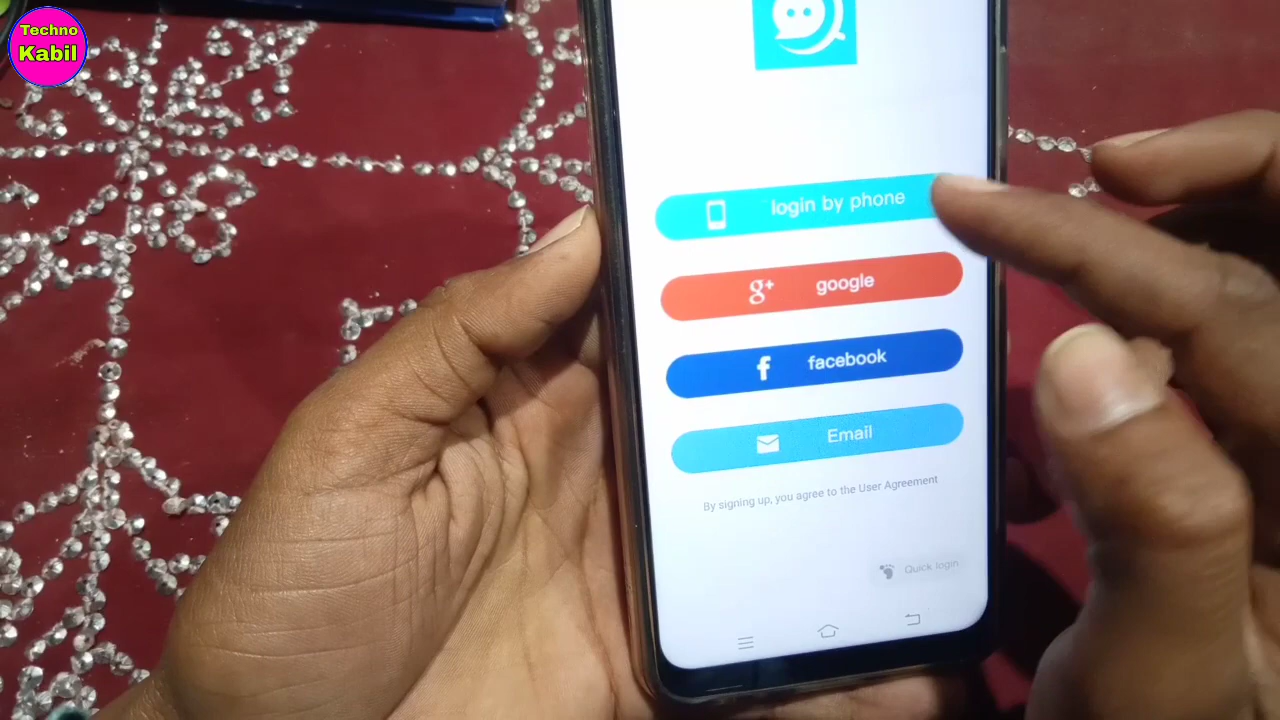 Techno
Kabil
login by phone
g+ google
f facebook
Email
By signing up, you agree to the User Agreement
Quick login